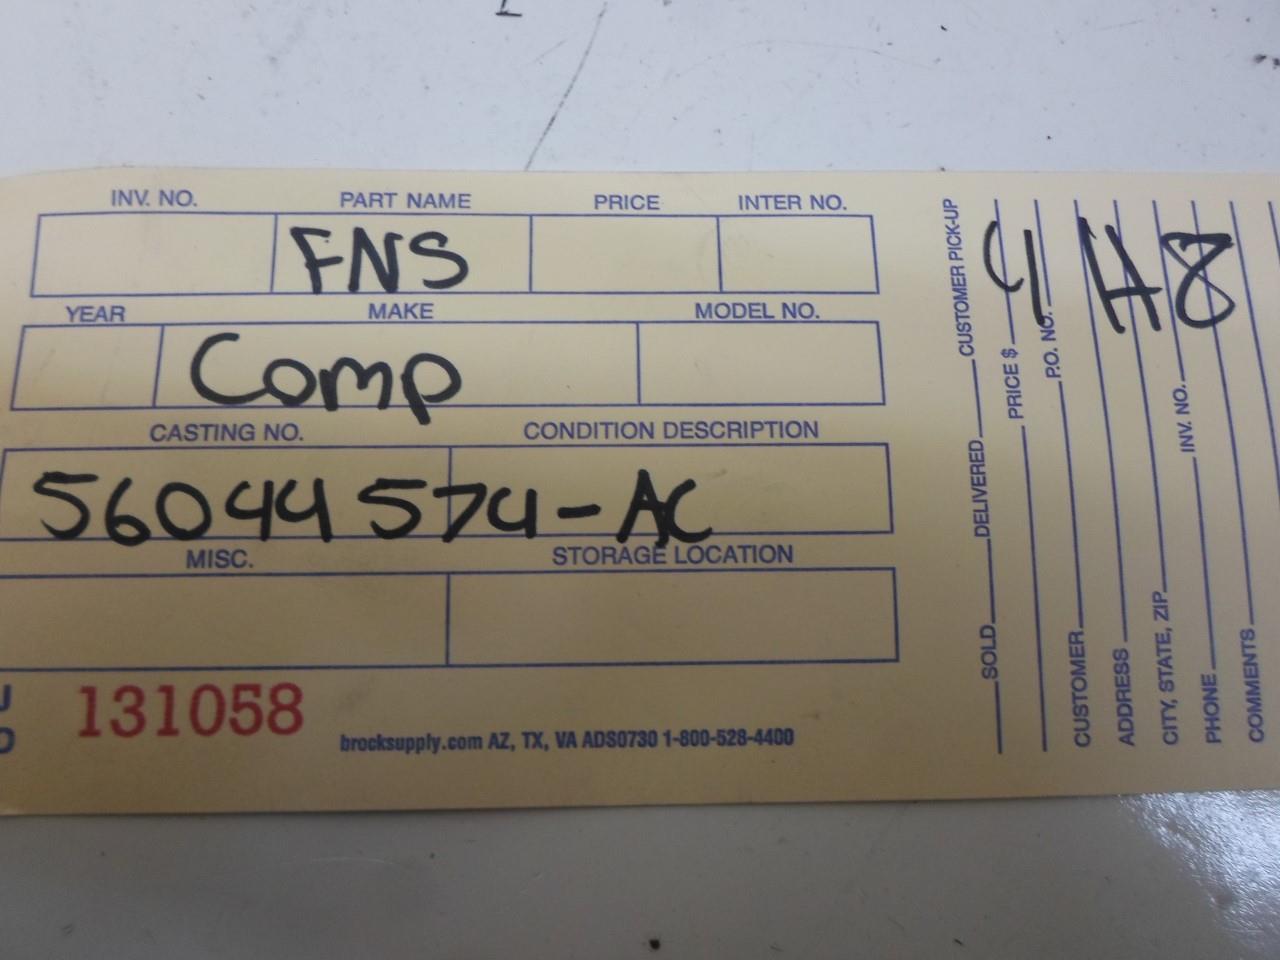 INV. NO. PART NAME PRICE INTER NO.
FNS
YEAR MAKE MODEL NO.
Comp
CASTING NO. CONDITION DESCRIPTION
56044574-AC
MISC. STORAGE LOCATION
131058
brocksupply.com AZ, TX, VA ADS0730 1-800-528-4400
4 H8
SOLD DELIVERED CUSTOMER PICK-UP
PRICE $
P.O. NO.
CUSTOMER
ADDRESS
CITY, STATE, ZIP
INV. NO.
PHONE
COMMENTS